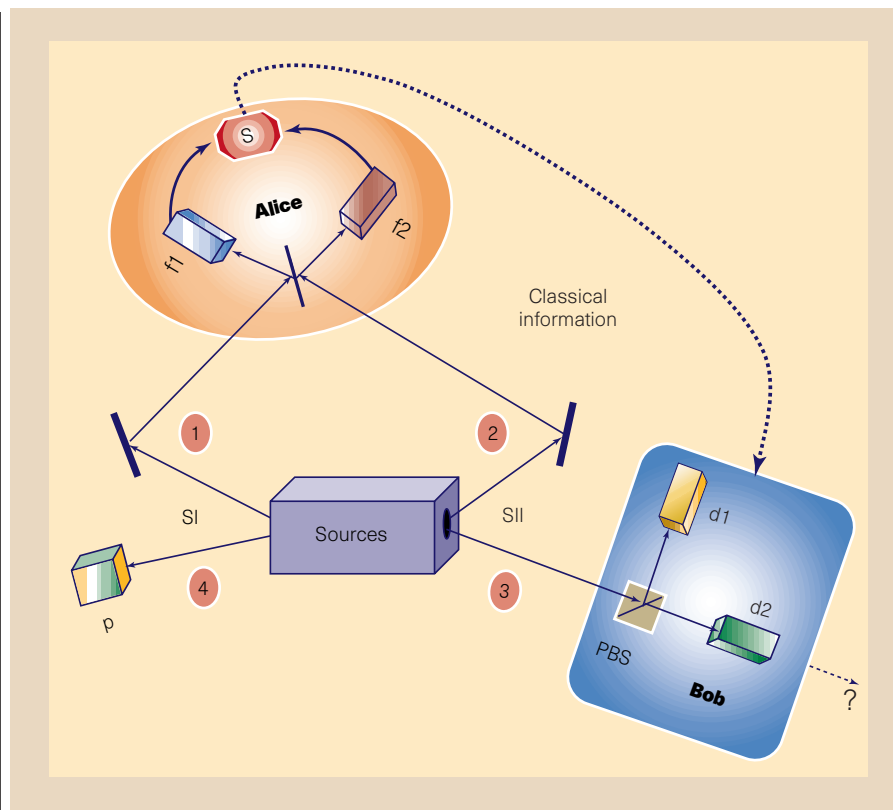 S
Alice
f1
f2
Classical
information
1
2
SI
Sources
SII
4
3
p
d1
d2
PBS
Bob
?